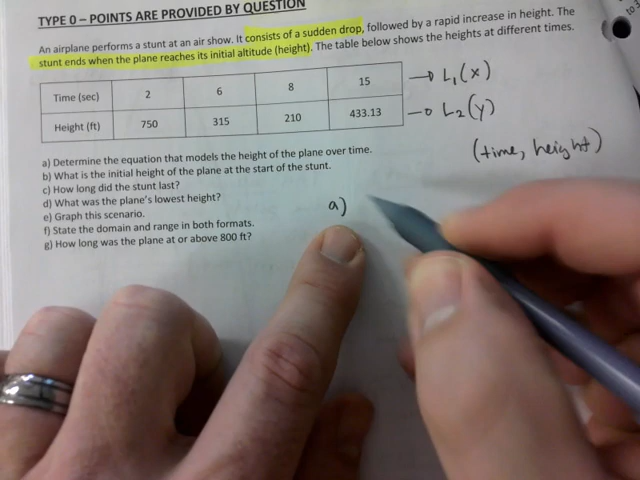 TYPE 0 – POINTS ARE PROVIDED BY QUESTION
An airplane performs a stunt at an air show. It consists of a sudden drop, followed by a rapid increase in height. The
stunt ends when the plane reaches its initial altitude (height). The table below shows the heights at different times.
Time (sec) 2 6 8 15 → L₁(x)
Height (ft) 750 315 210 433.13 → L₂(y)
(time, height)
a) Determine the equation that models the height of the plane over time.
b) What is the initial height of the plane at the start of the stunt.
c) How long did the stunt last?
d) What was the plane's lowest height?
e) Graph this scenario.
f) State the domain and range in both formats.
g) How long was the plane at or above 800 ft?
a)